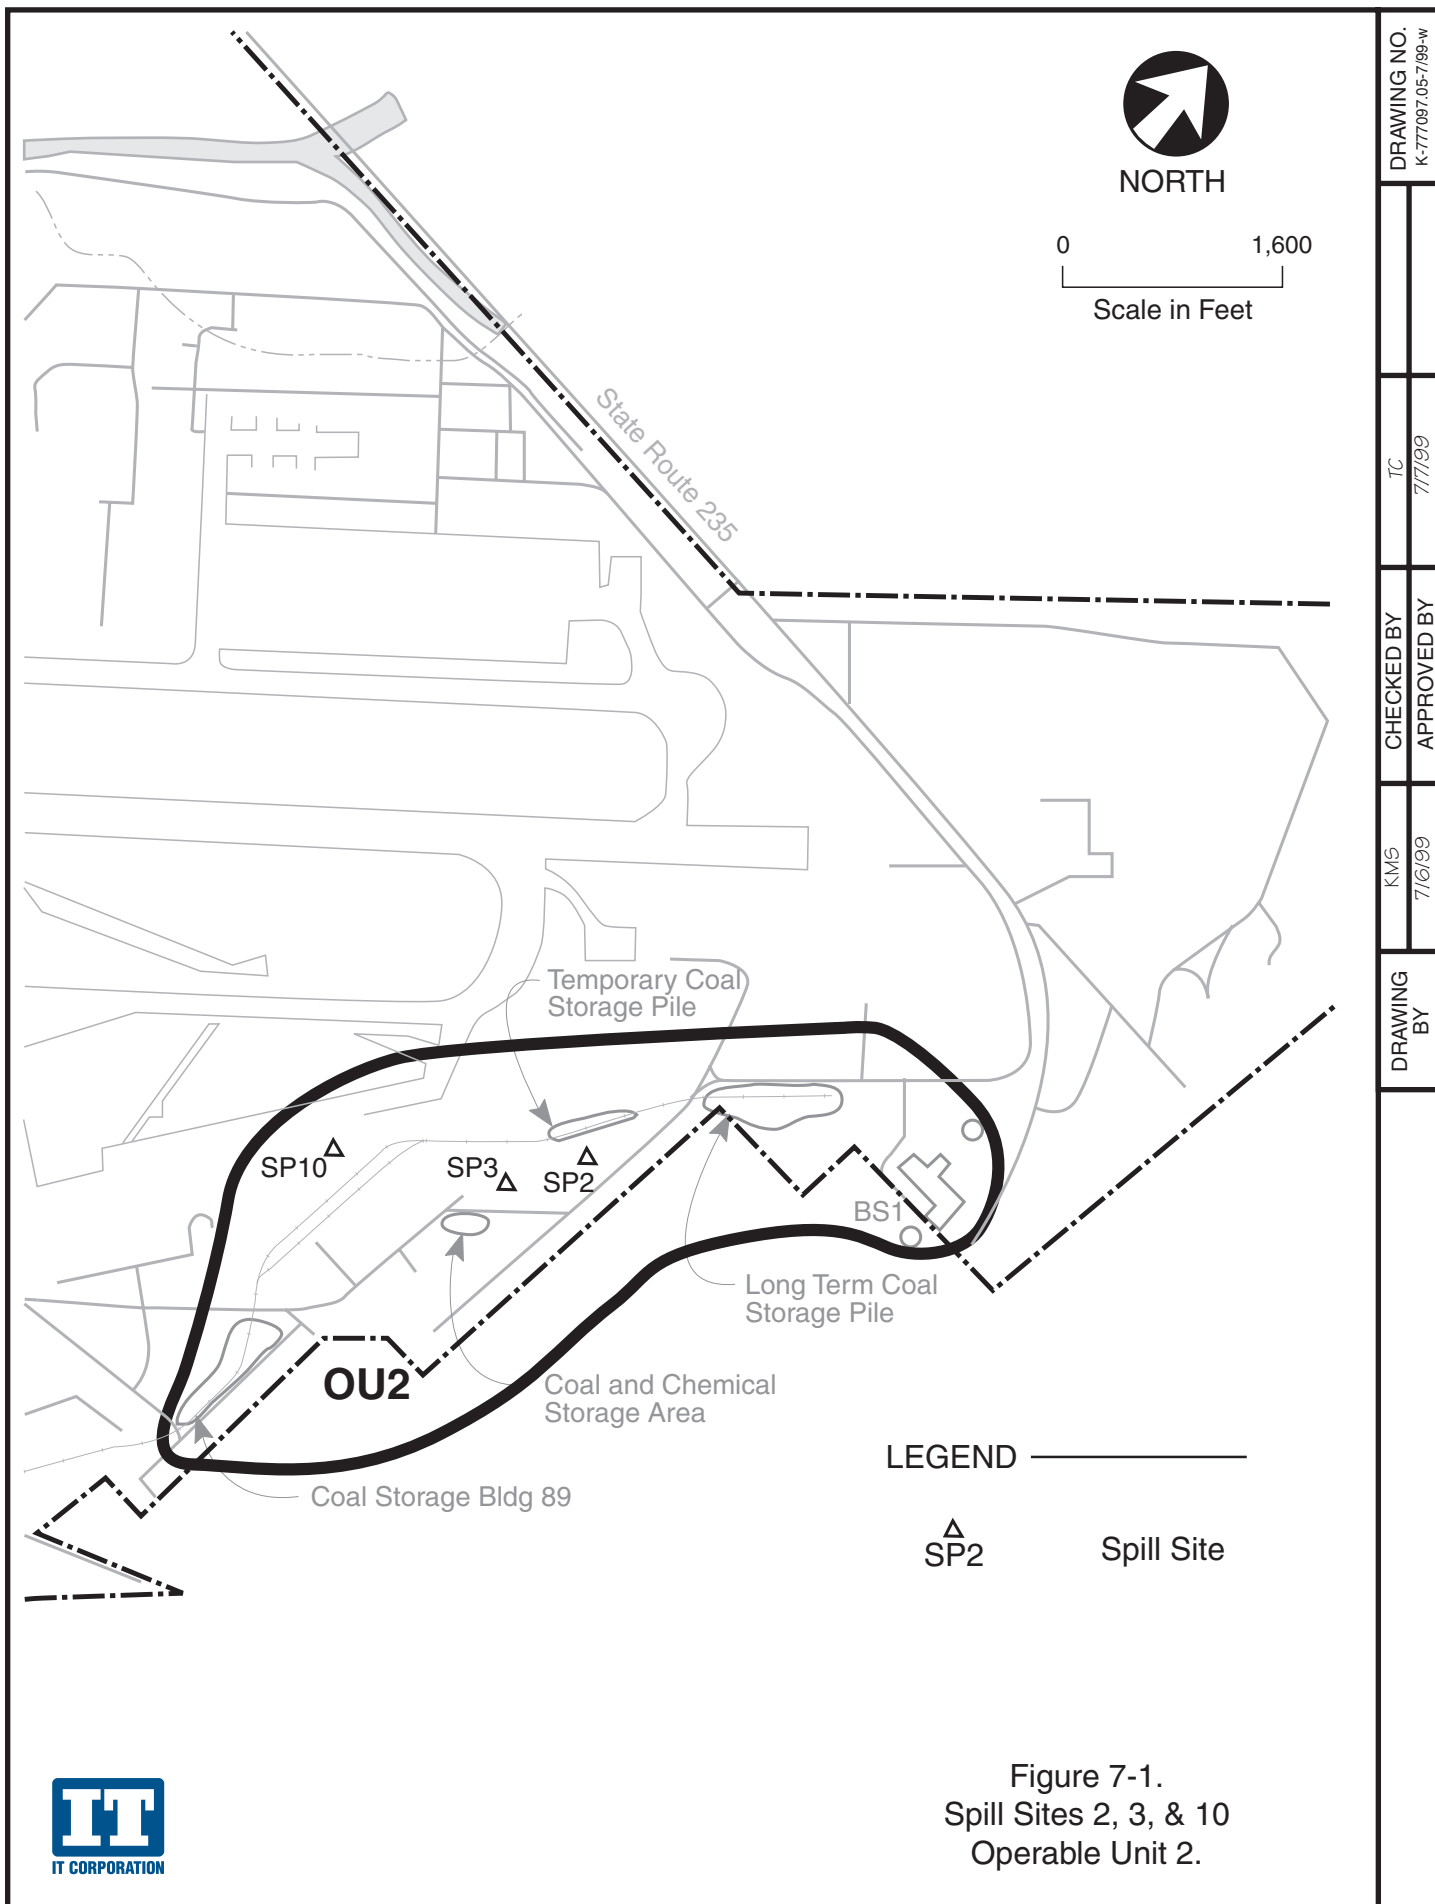 DRAWING NO.
K-777097.05-7/99-w
NORTH
0 1,600
Scale in Feet
TC
7/7/99
CHECKED BY
APPROVED BY
KMS
7/6/99
DRAWING
BY
State Route 235
Temporary Coal
Storage Pile
SP10
SP3
SP2
BS1
Long Term Coal
Storage Pile
OU2
Coal and Chemical
Storage Area
Coal Storage Bldg 89
LEGEND
SP2 Spill Site
Figure 7-1.
Spill Sites 2, 3, & 10
Operable Unit 2.
IT
IT CORPORATION